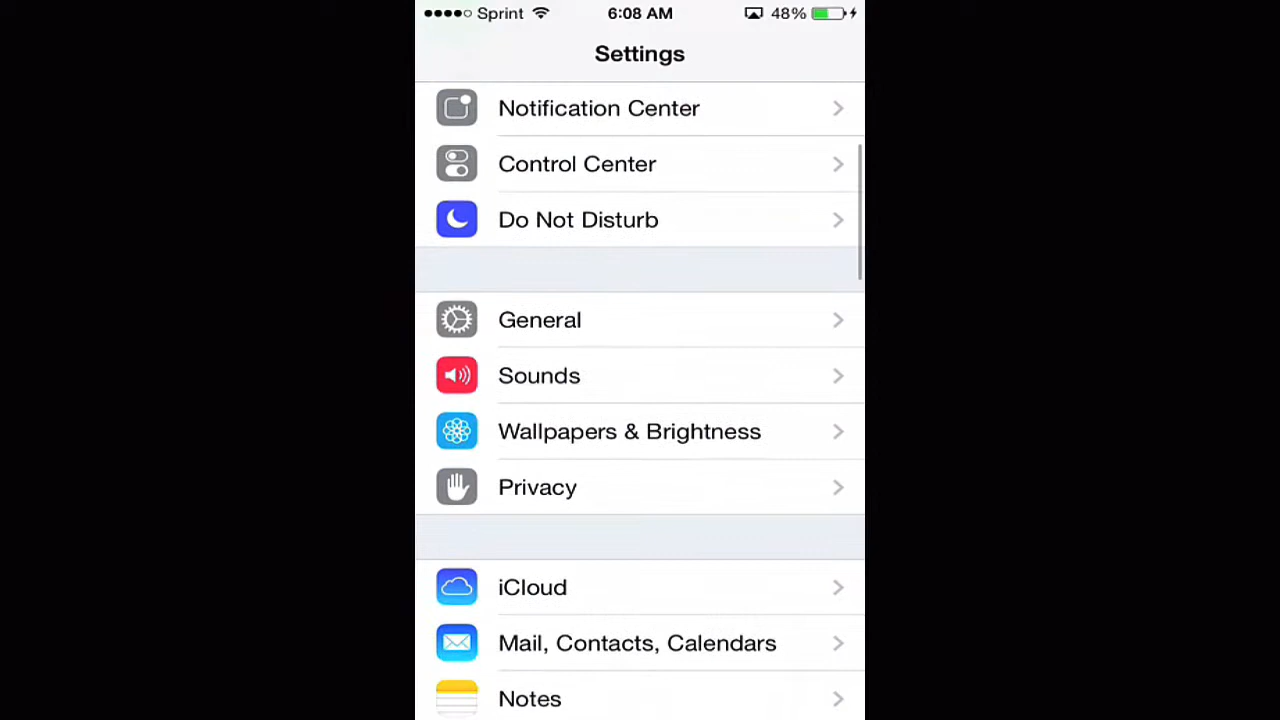 Sprint 6:08 AM 48%
Settings
Notification Center
Control Center
Do Not Disturb
General
Sounds
Wallpapers & Brightness
Privacy
iCloud
Mail, Contacts, Calendars
Notes